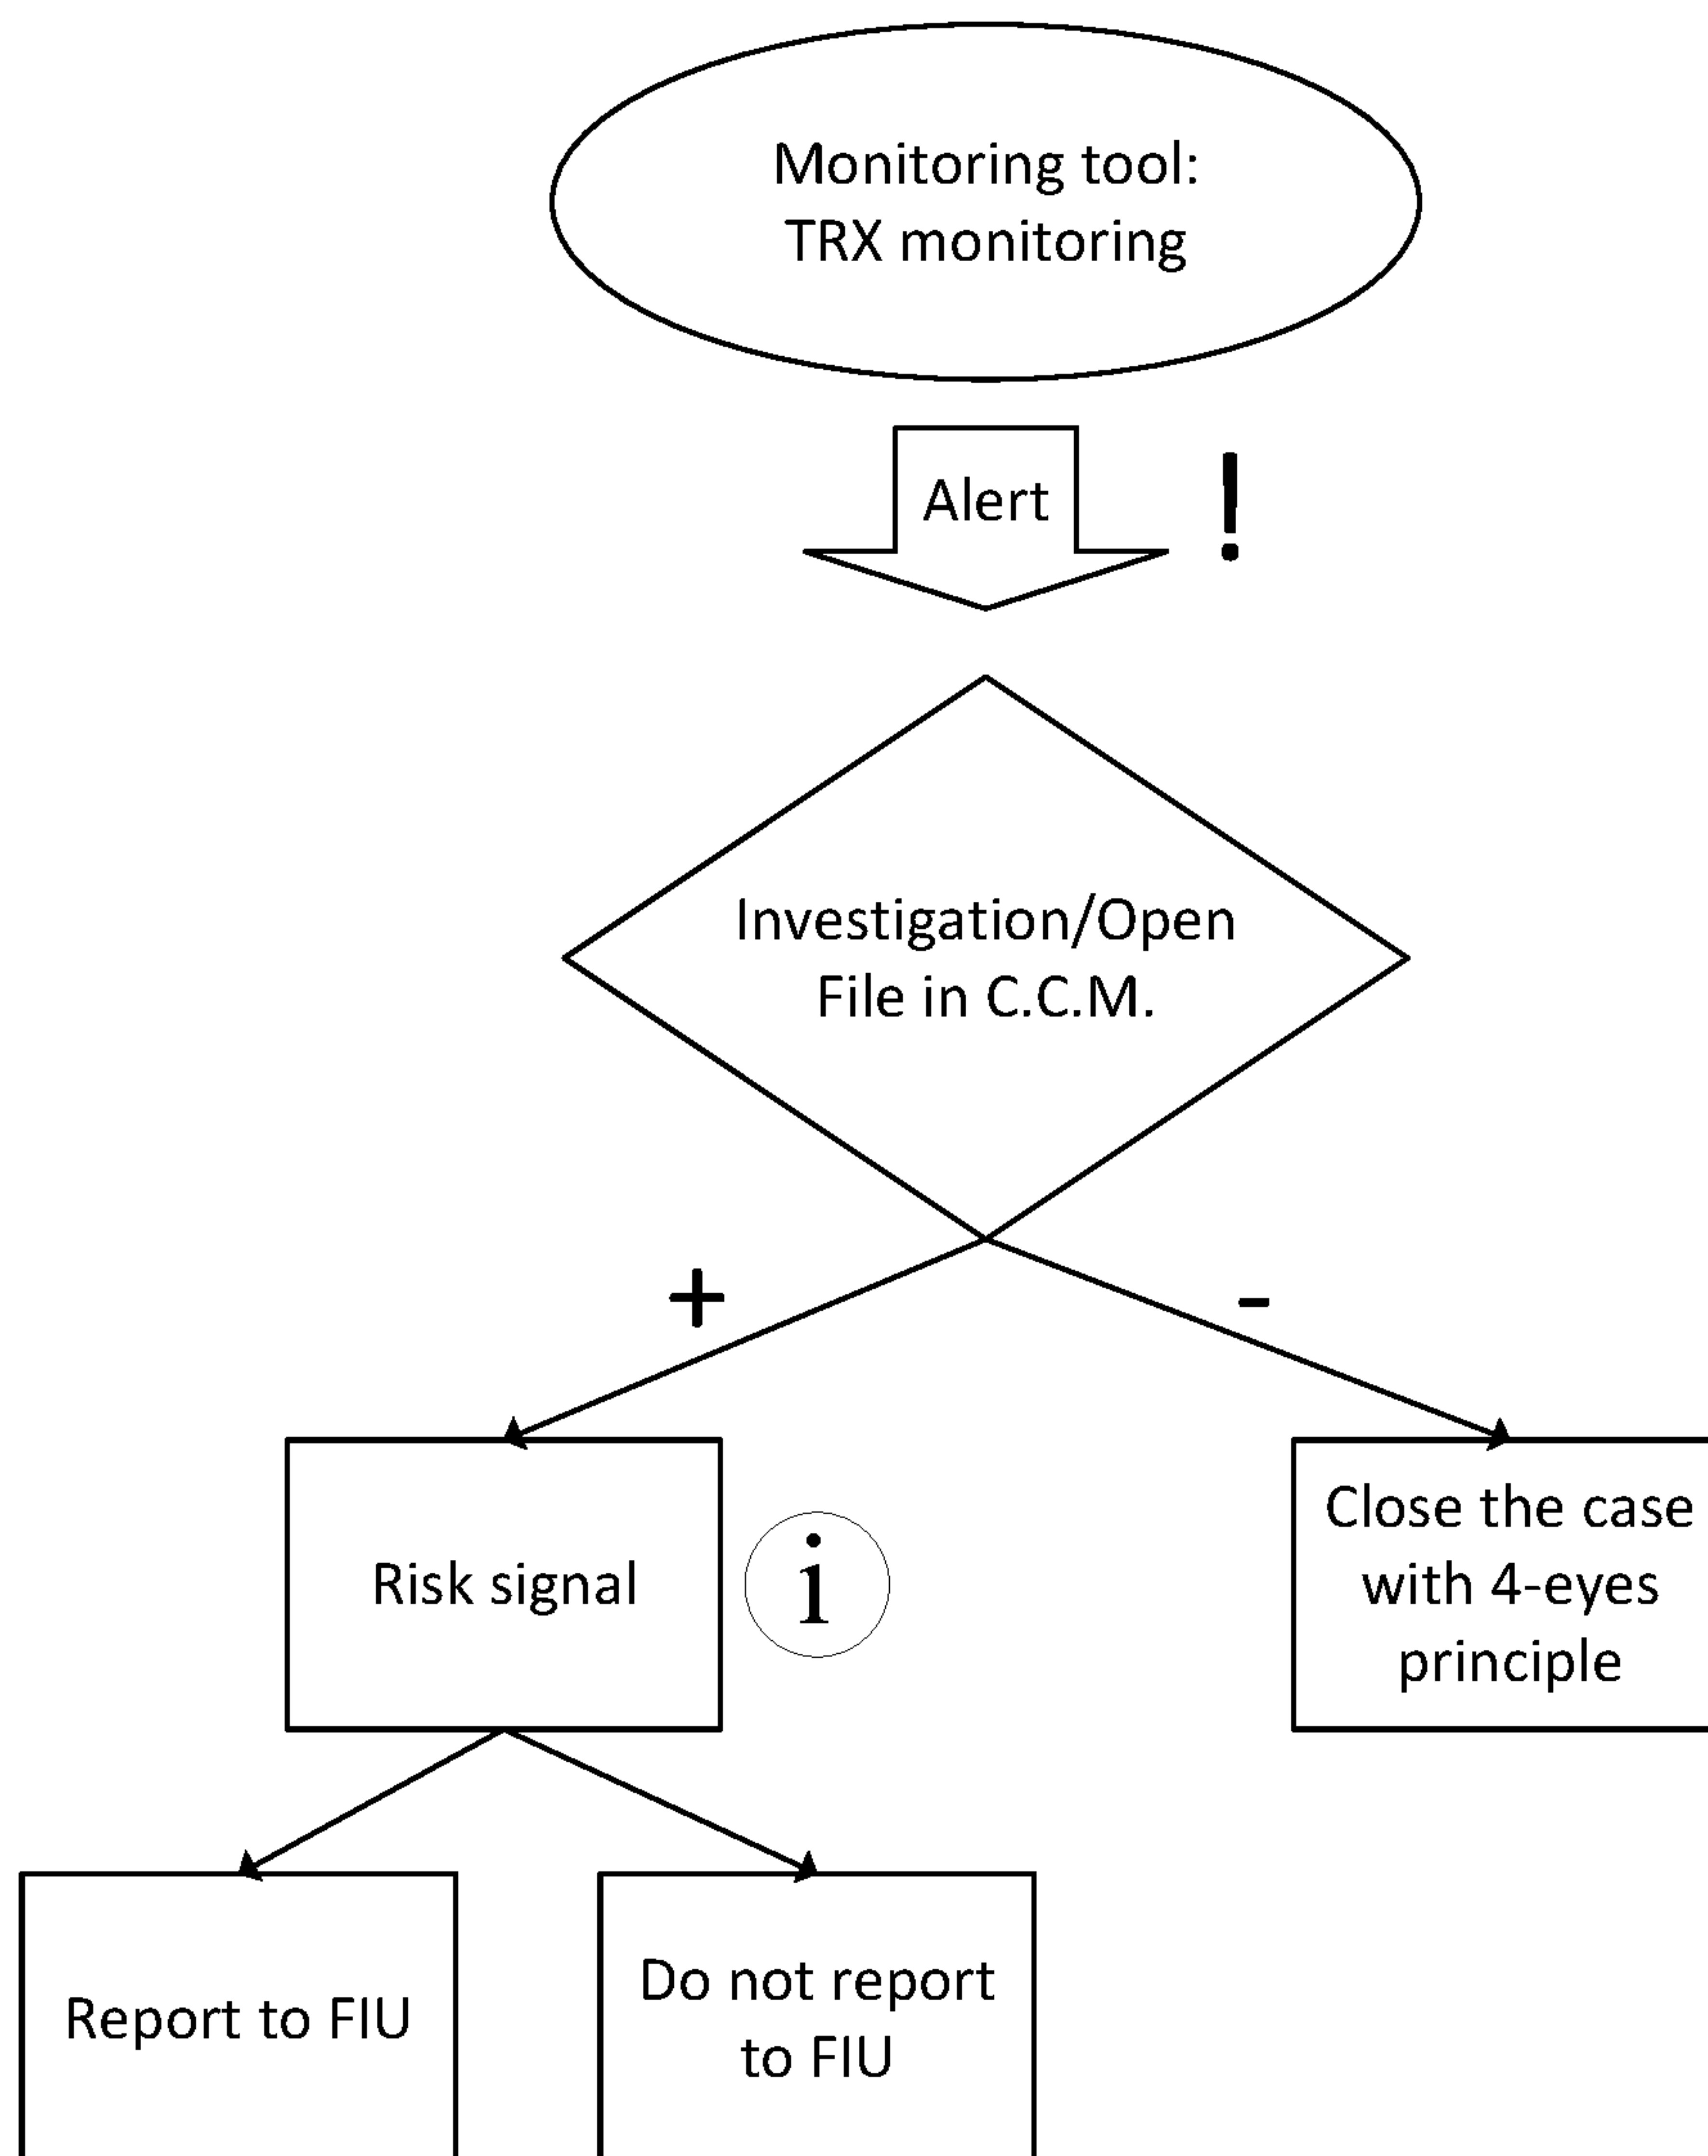 Monitoring tool:
TRX monitoring
Alert
!
Investigation/Open
File in C.C.M.
+
-
Risk signal
i
Close the case
with 4-eyes
principle
Report to FIU
Do not report
to FIU